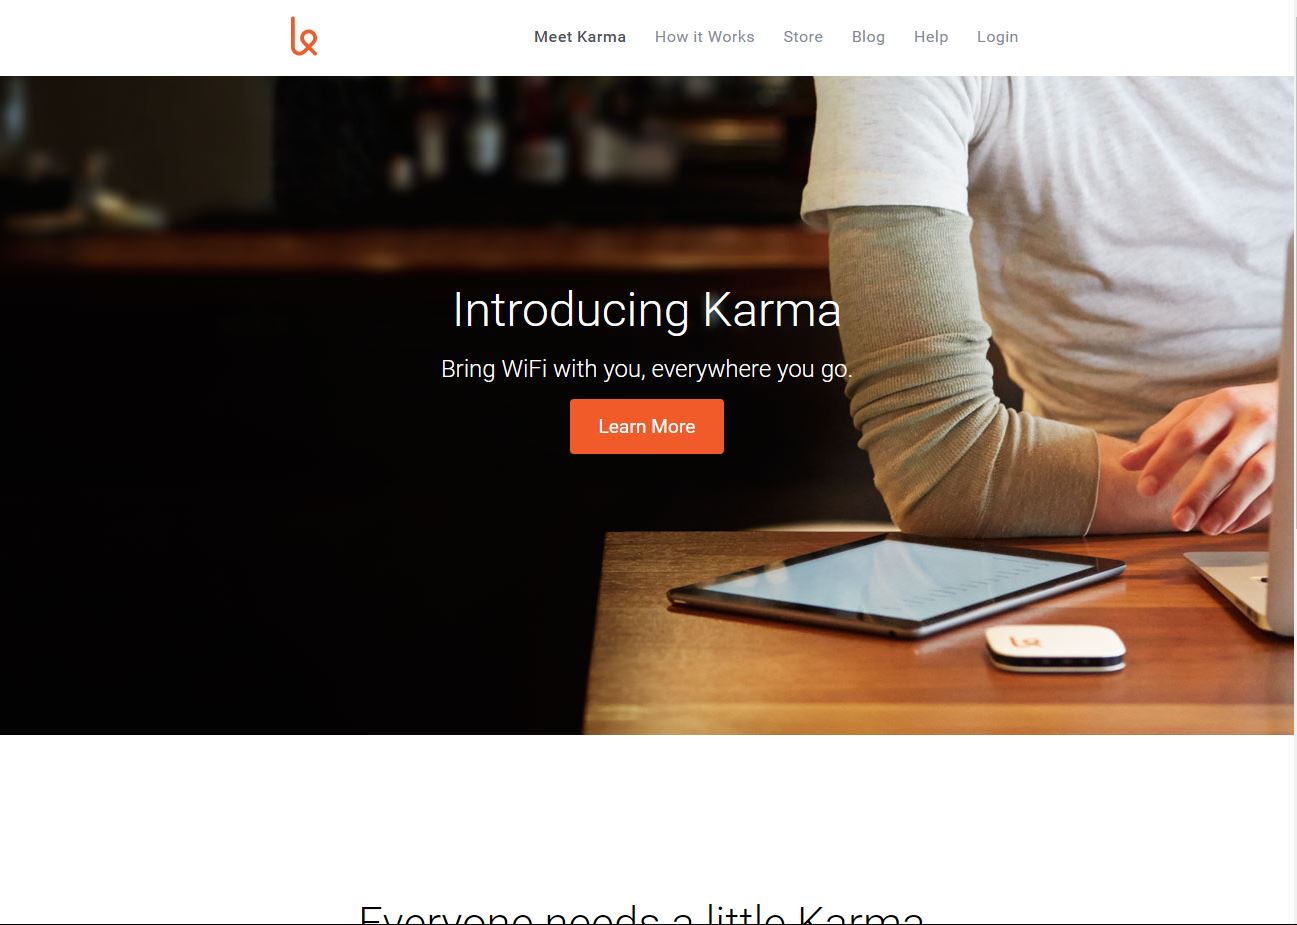 Meet Karma How it Works Store Blog Help Login
Introducing Karma
Bring WiFi with you, everywhere you go.
Learn More
Everyone needs a little Karma